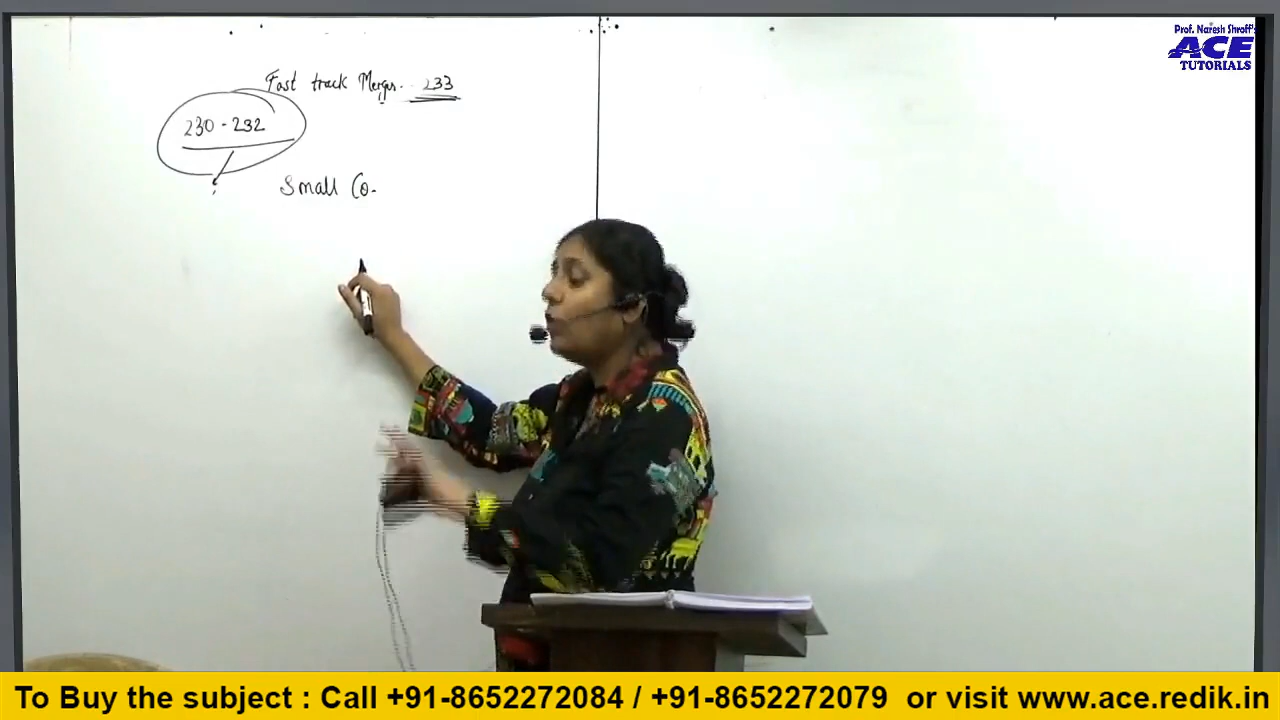 Fast track Merger.. 233
230 - 232
Small Co.
Prof. Naresh Shroff's
ACE
TUTORIALS
To Buy the subject : Call +91-8652272084 / +91-8652272079 or visit www.ace.redik.in